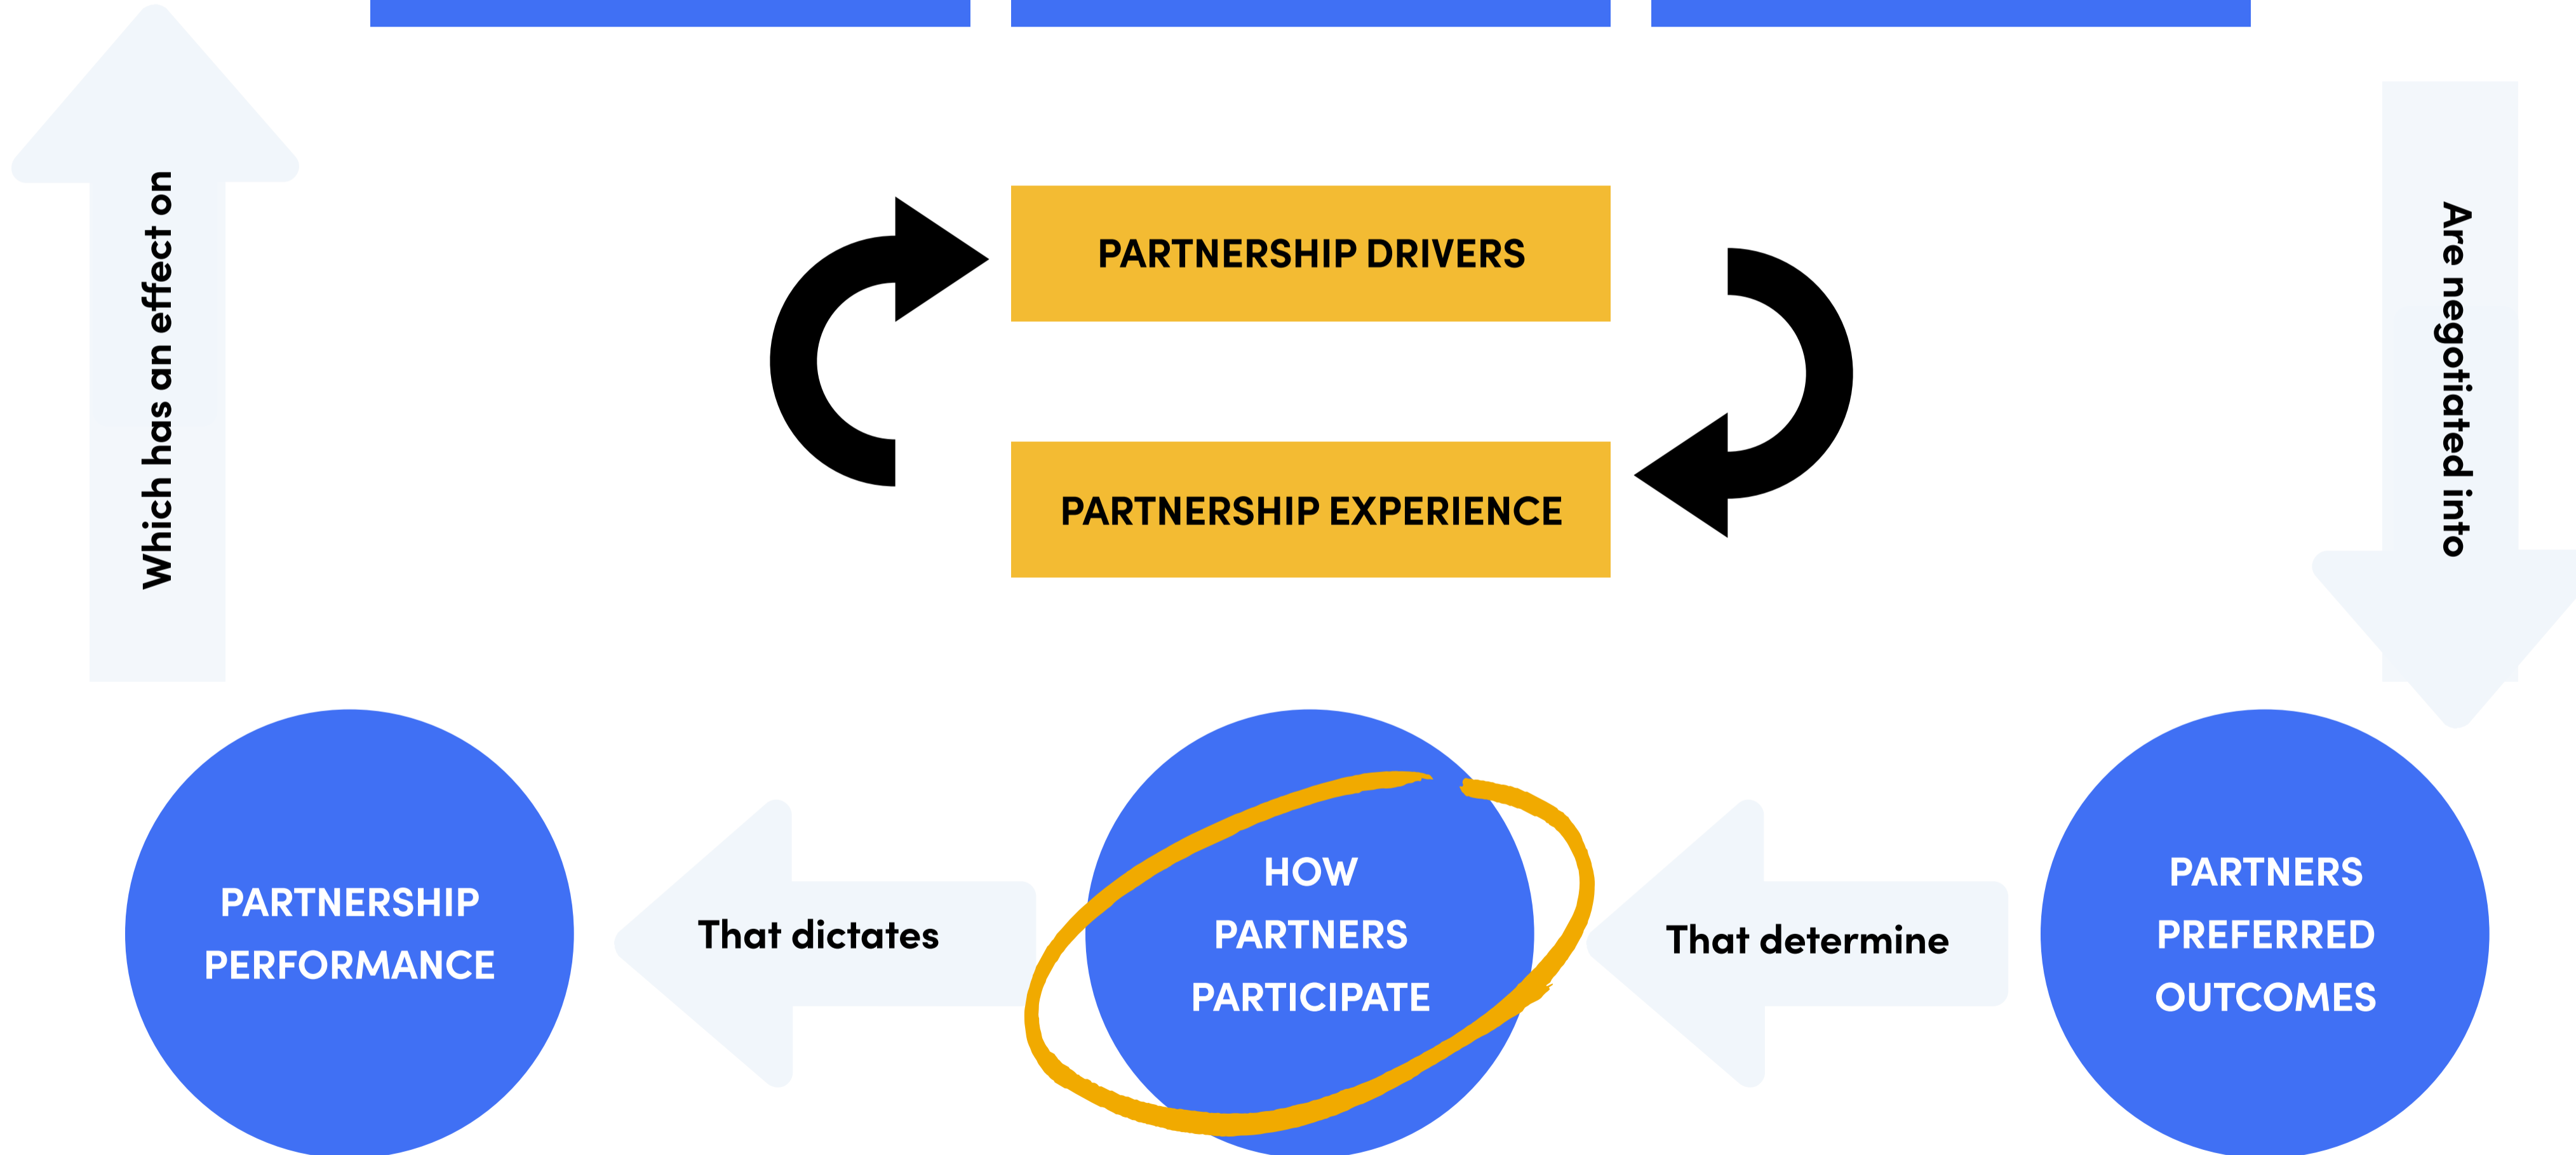 Which has an effect on
PARTNERSHIP DRIVERS
PARTNERSHIP EXPERIENCE
Are negotiated into
PARTNERSHIP
PERFORMANCE
That dictates
HOW
PARTNERS
PARTICIPATE
That determine
PARTNERS
PREFERRED
OUTCOMES